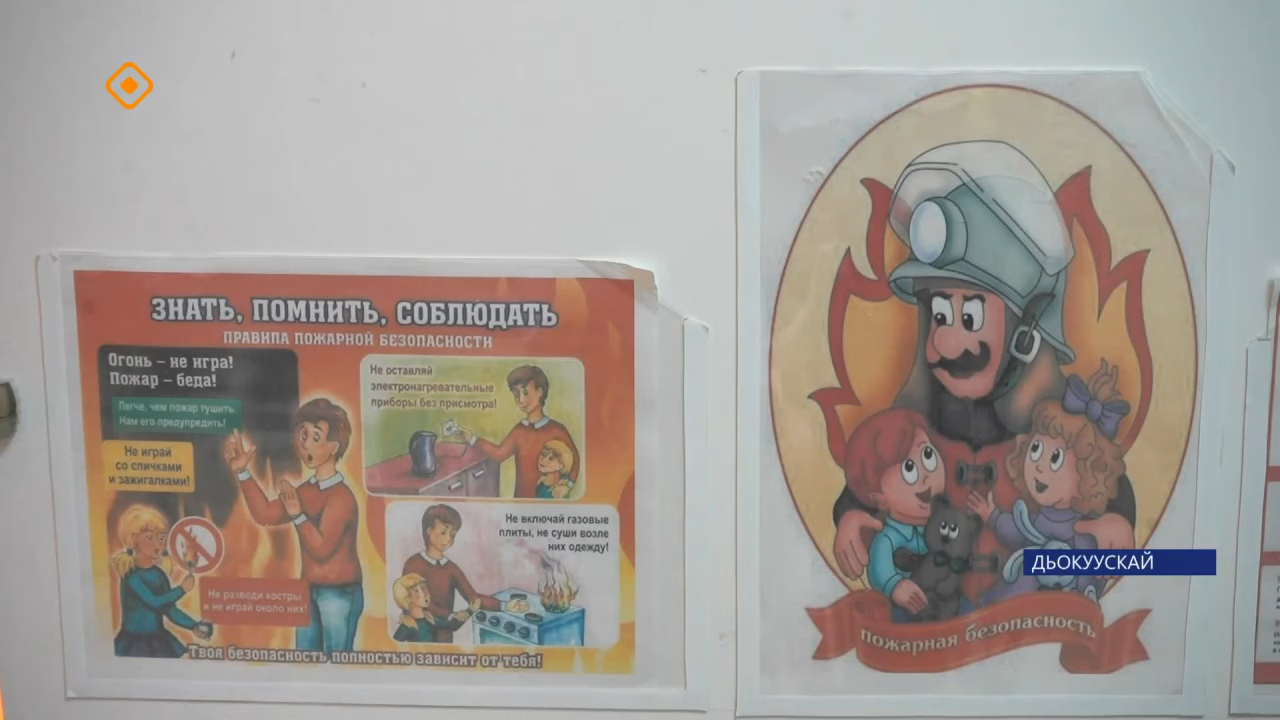 ЗНАТЬ, ПОМНИТЬ, СОБЛЮДАТЬ
ПРАВИЛА ПОЖАРНОЙ БЕЗОПАСНОСТИ
Огонь – не игра!
Пожар – беда!
Легче, чем пожар тушить,
Нам его предупредить!
Не играй
со спичками
и зажигалками!
Не разводи костры
и не играй около них!
Не оставляй
электронагревательные
приборы без присмотра!
Не включай газовые
плиты, не суши возле
них одежду!
Твоя безопасность полностью зависит от тебя!
пожарная безопасность
ДЬОКУУСКАЙ